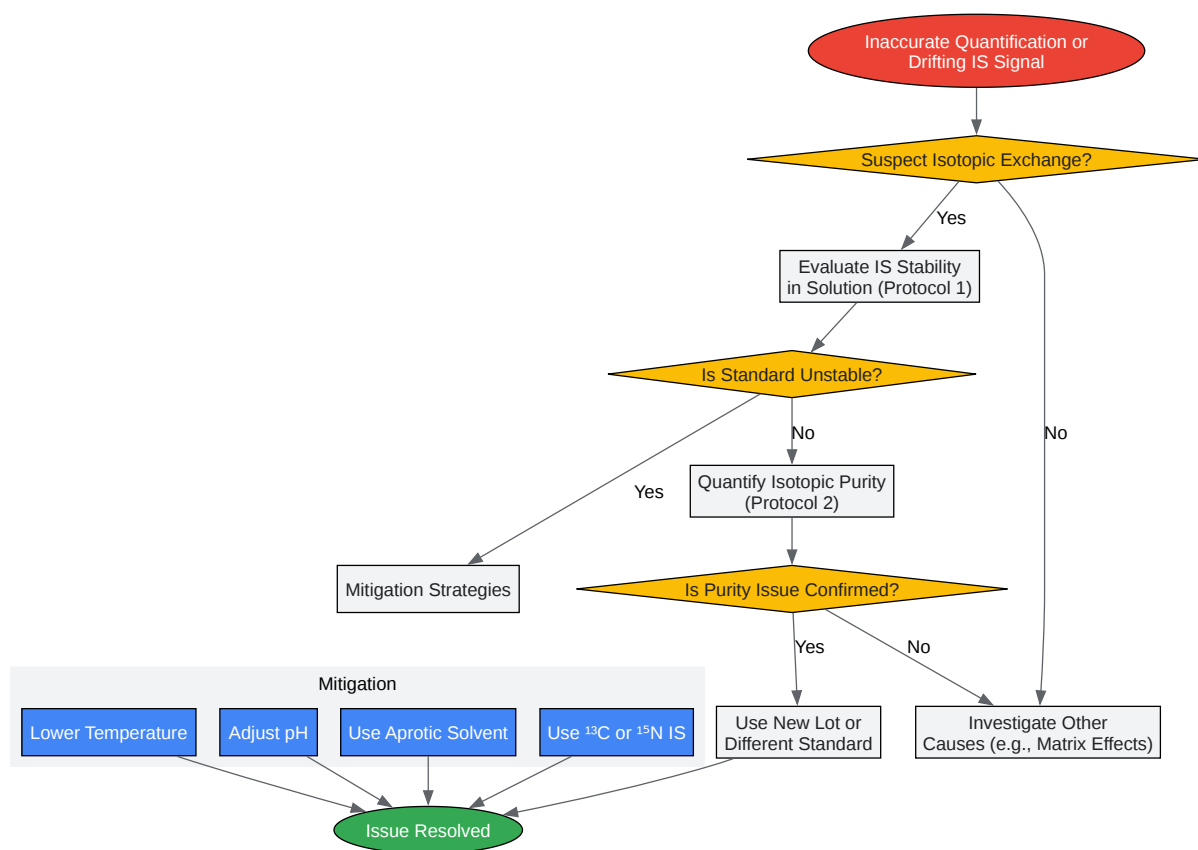 Inaccurate Quantification or
Drifting IS Signal
Suspect Isotopic Exchange?
Yes
Evaluate IS Stability
in Solution (Protocol 1)
Is Standard Unstable?
No
No
Quantify Isotopic Purity
(Protocol 2)
Yes
Mitigation Strategies
Is Purity Issue Confirmed?
Yes
No
Mitigation
Lower Temperature
Adjust pH
Use Aprotic Solvent
Use ¹³C or ¹⁵N IS
Use New Lot or
Different Standard
Investigate Other
Causes (e.g., Matrix Effects)
Issue Resolved